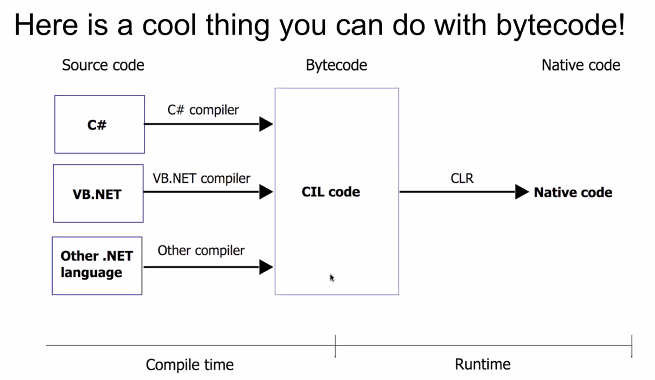 Here is a cool thing you can do with bytecode!
Source code
Bytecode
Native code
C#
C# compiler
VB.NET
VB.NET compiler
CIL code
CLR
Native code
Other .NET
language
Other compiler
Compile time
Runtime